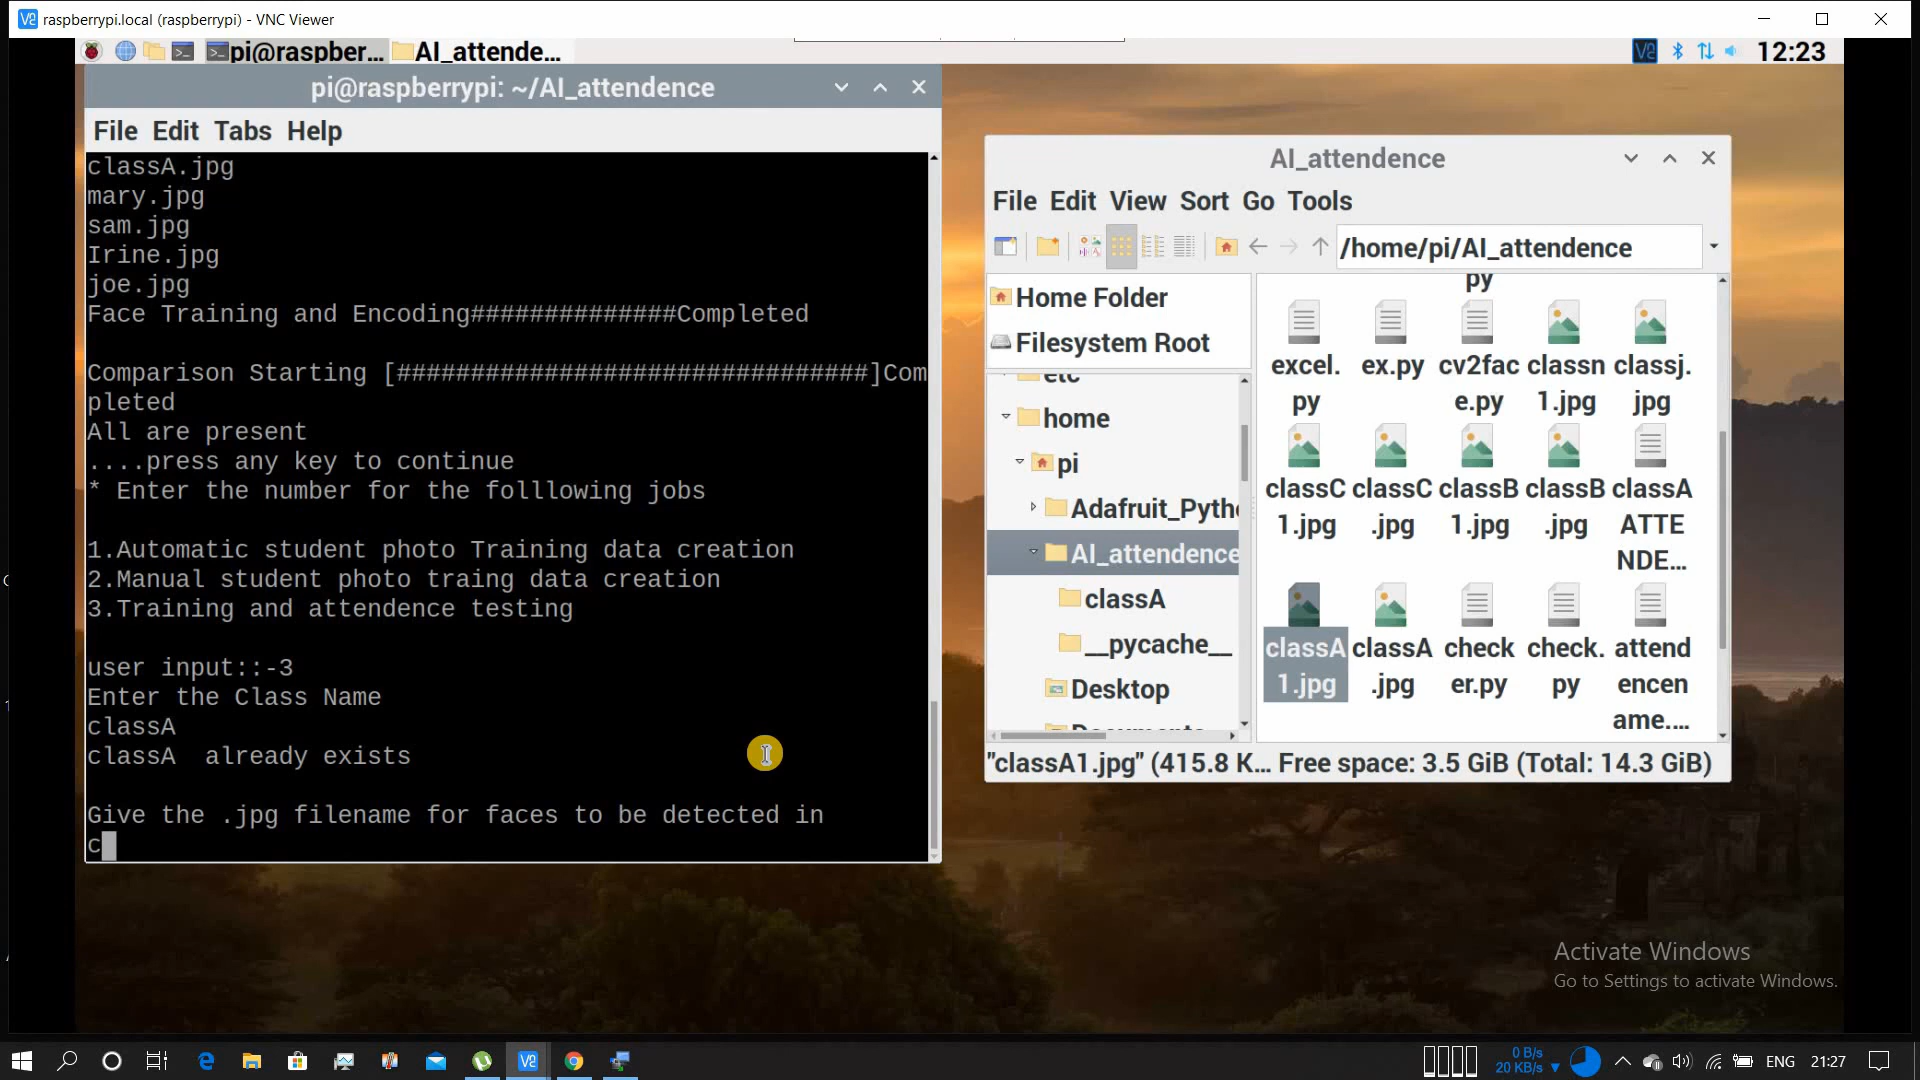 raspberrypi.local (raspberrypi) - VNC Viewer
pi@raspber...
AI_attende...
12:23
pi@raspberrypi: ~/AI_attendence
File Edit Tabs Help
classA.jpg
mary.jpg
sam.jpg
Irine.jpg
joe.jpg
Face Training and Encoding##############Completed
Comparison Starting [################################]Com
pleted
All are present
....press any key to continue
* Enter the number for the folllowing jobs
1.Automatic student photo Training data creation
2.Manual student photo traing data creation
3.Training and attendence testing
user input::-3
Enter the Class Name
classA
classA  already exists
Give the .jpg filename for faces to be detected in
c
AI_attendence
File Edit View Sort Go Tools
/home/pi/AI_attendence
Home Folder
Filesystem Root
etc
home
pi
Adafruit_Pytho
AI_attendence
classA
__pycache__
Desktop
Documents
py
excel.
py
ex.py
cv2fac
e.py
classn
1.jpg
classj.
jpg
classC
1.jpg
classC
.jpg
classB
1.jpg
classB
.jpg
classA
ATTE
NDE...
classA
1.jpg
classA
.jpg
check
er.py
check.
py
attend
encen
ame....
"classA1.jpg" (415.8 K... Free space: 3.5 GiB (Total: 14.3 GiB)
Activate Windows
Go to Settings to activate Windows.
0 B/s
20 KB/s
ENG
21:27